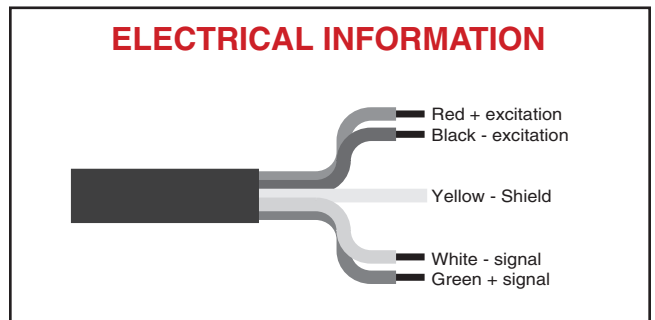 ELECTRICAL INFORMATION
Red + excitation
Black - excitation
Yellow - Shield
White - signal
Green + signal